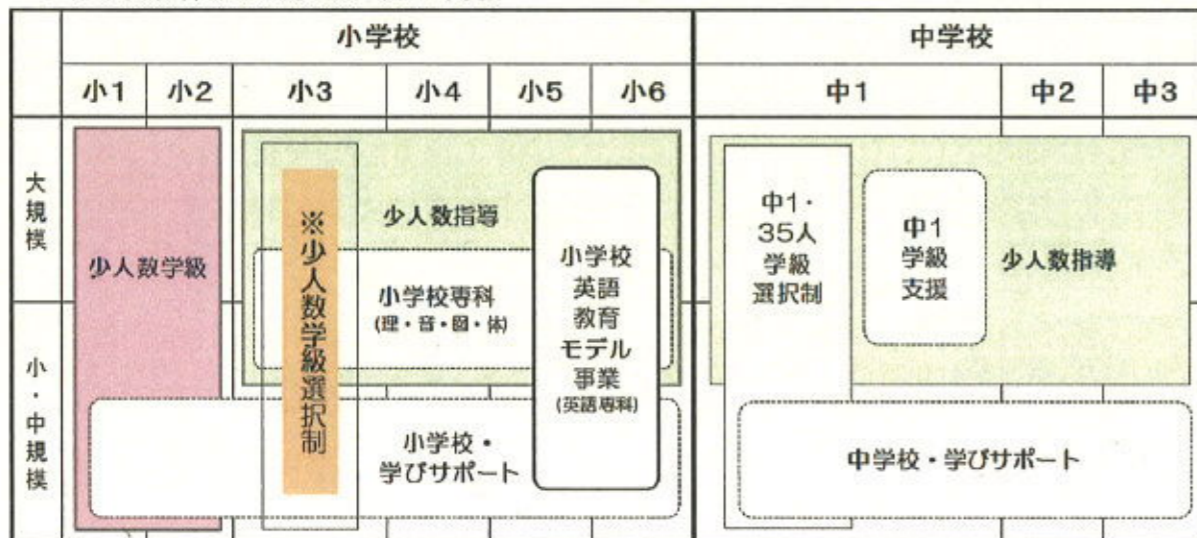 小学校
中学校
小1
小2
小3
小4
小5
小6
中1
中2
中3
大規模
小・中規模
少人数学級
※少人数学級選択制
少人数指導
小学校専科
(理・音・図・体)
小学校
英語
教育
モデル
事業
(英語専科)
小学校・
学びサポート
中1・
35人
学級
選択制
中1
学級
支援
少人数指導
中学校・学びサポート